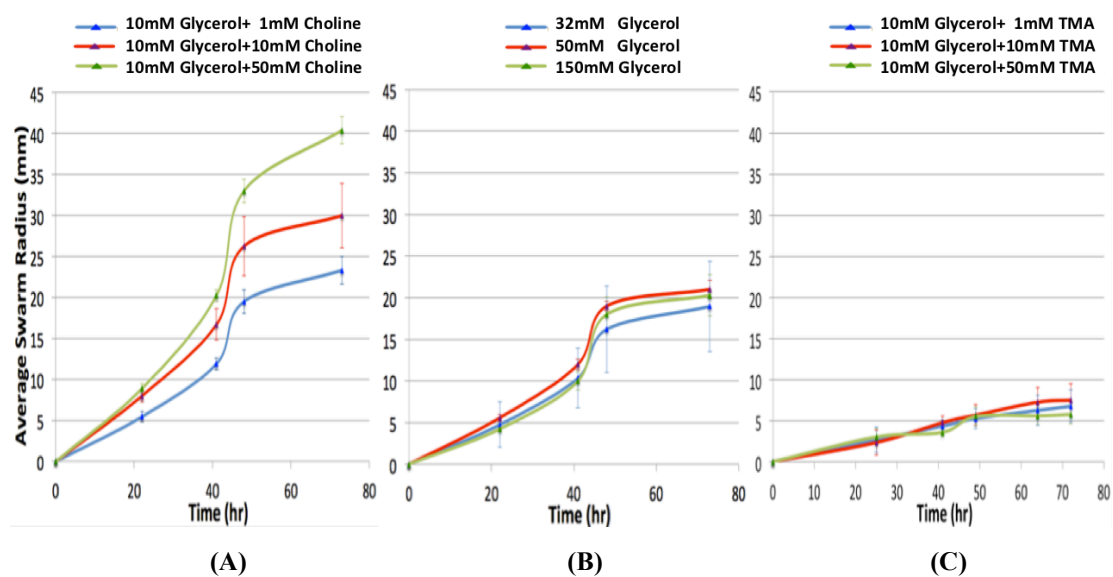 10mM Glycerol+ 1mM Choline
10mM Glycerol+10mM Choline
10mM Glycerol+50mM Choline
32mM Glycerol
50mM Glycerol
150mM Glycerol
10mM Glycerol+ 1mM TMA
10mM Glycerol+10mM TMA
10mM Glycerol+50mM TMA
Average Swarm Radius (mm)
45
40
35
30
25
20
15
10
5
0
0 20 40 60 80
Time (hr)
45
40
35
30
25
20
15
10
5
0
0 20 40 60 80
Time (hr)
45
40
35
30
25
20
15
10
5
0
0 10 20 30 40 50 60 70 80
Time (hr)
(A)
(B)
(C)